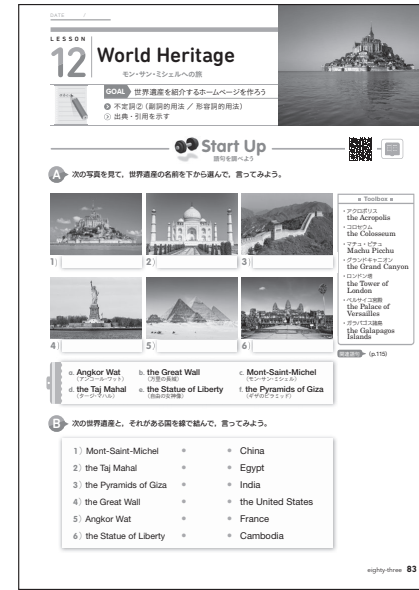 DATE /
LESSON
12 World Heritage
モン・サン・ミシェルへの旅
GOAL 世界遺産を紹介するホームページを作ろう
不定詞② (副詞的用法 / 形容詞的用法)
出典・引用を示す
Start Up
語句を調べよう
A 次の写真を見て, 世界遺産の名前を下から選んで, 言ってみよう。
1)
2)
3)
4)
5)
6)
Toolbox
・アクロポリス
the Acropolis
・コロセウム
the Colosseum
・マチュ・ピチュ
Machu Picchu
・グランドキャニオン
the Grand Canyon
・ロンドン塔
the Tower of
London
・ベルサイユ宮殿
the Palace of
Versailles
・ガラパゴス諸島
the Galapagos
Islands
関連語句 (p.115)
a. Angkor Wat b. the Great Wall c. Mont-Saint-Michel
(アンコール・ワット) (万里の長城) (モン・サン・ミシェル)
d. the Taj Mahal e. the Statue of Liberty f. the Pyramids of Giza
(タージ・マハル) (自由の女神像) (ギザのピラミッド)
B 次の世界遺産と, それがある国を線で結んで, 言ってみよう。
1) Mont-Saint-Michel • • China
2) the Taj Mahal • • Egypt
3) the Pyramids of Giza • • India
4) the Great Wall • • the United States
5) Angkor Wat • • France
6) the Statue of Liberty • • Cambodia
eighty-three 83